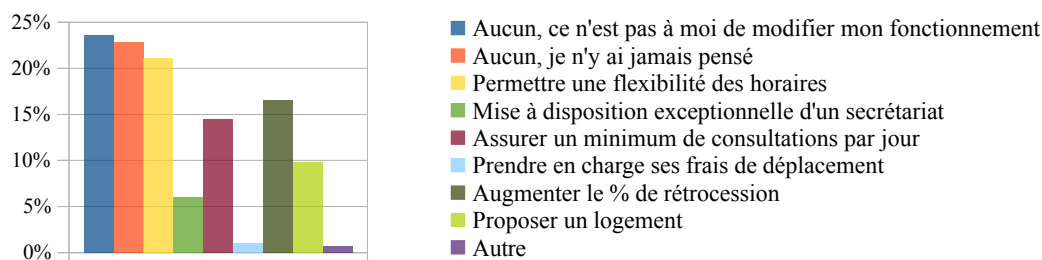 25%
20%
15%
10%
5%
0%
Aucun, ce n'est pas à moi de modifier mon fonctionnement
Aucun, je n'y ai jamais pensé
Permettre une flexibilité des horaires
Mise à disposition exceptionnelle d'un secrétariat
Assurer un minimum de consultations par jour
Prendre en charge ses frais de déplacement
Augmenter le % de rétrocession
Proposer un logement
Autre